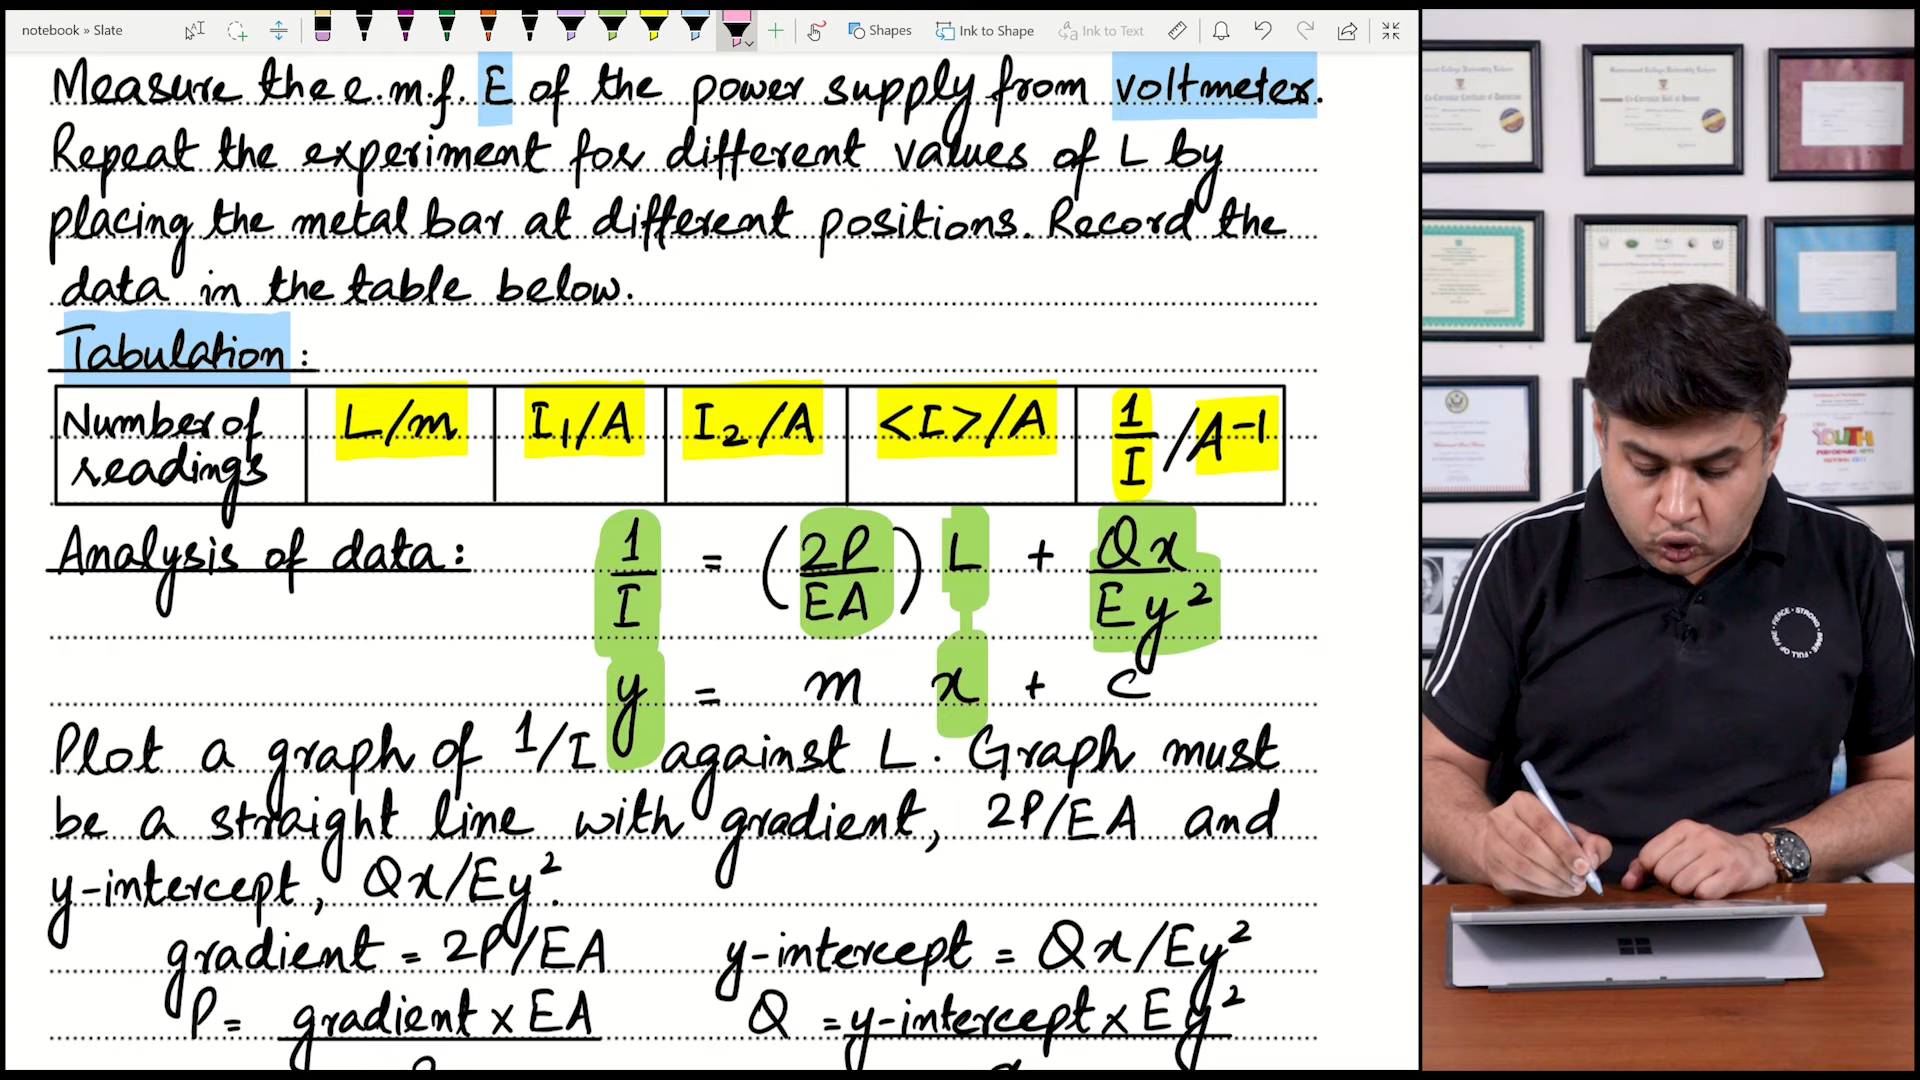 notebook » Slate
Shapes
Ink to Shape
Ink to Text
Measure the e.m.f. E of the power supply from voltmeter.
Repeat the experiment for different values of L by
placing the metal bar at different positions. Record the
data in the table below.
Tabulation:
Number of readings | L/m | I₁/A | I₂/A | <I>/A | 1/I /A⁻¹
Analysis of data: 1/I = (2P/EA) L + Qx/Ey²
y = m x + c
Plot a graph of 1/I against L. Graph must
be a straight line with gradient, 2P/EA and
y-intercept, Qx/Ey².
gradient = 2P/EA y-intercept = Qx/Ey²
P = gradient x EA Q = y-intercept x Ey²
YOUTH